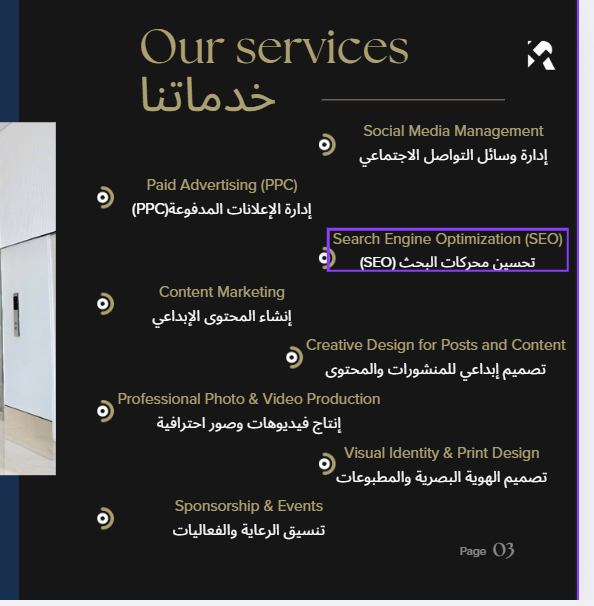 Our services
خدماتنا
Social Media Management
إدارة وسائل التواصل الاجتماعي
Paid Advertising (PPC)
إدارة الإعلانات المدفوعة(PPC)
Search Engine Optimization (SEO)
تحسين محركات البحث (SEO)
Content Marketing
إنشاء المحتوى الإبداعي
Creative Design for Posts and Content
تصميم إبداعي للمنشورات والمحتوى
Professional Photo & Video Production
إنتاج فيديوهات وصور احترافية
Visual Identity & Print Design
تصميم الهوية البصرية والمطبوعات
Sponsorship & Events
تنسيق الرعاية والفعاليات
Page 03